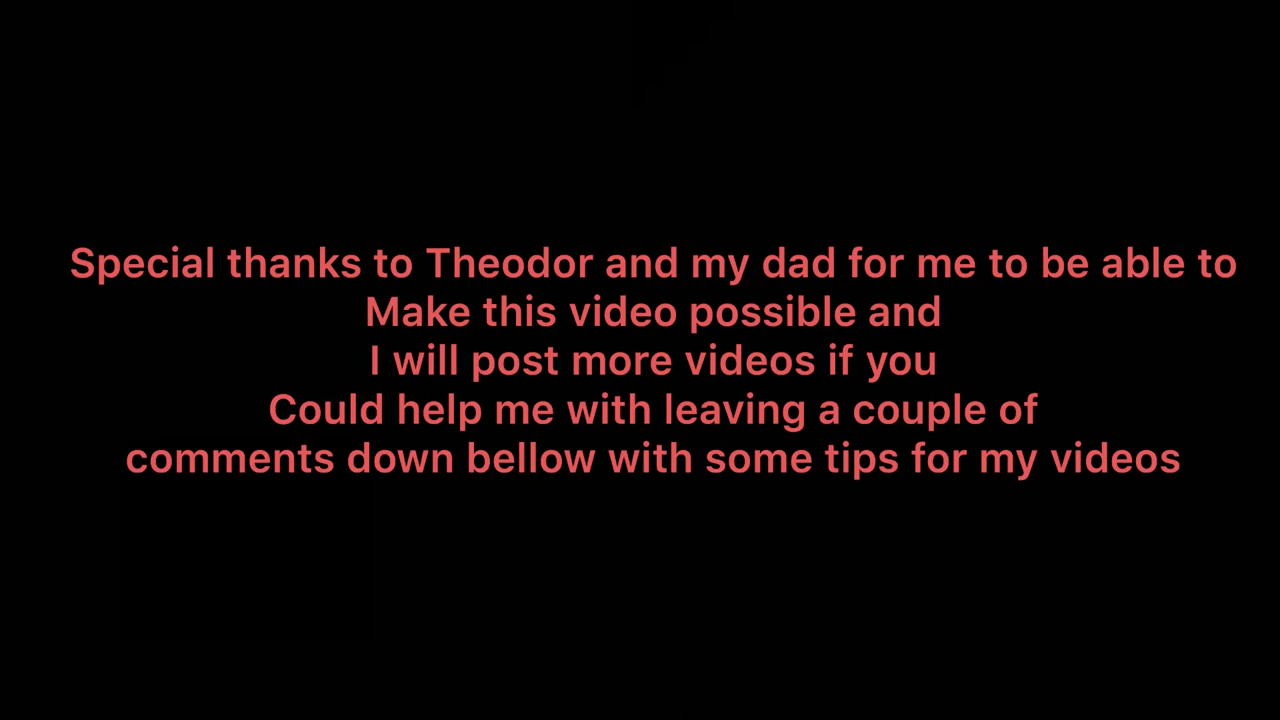 Special thanks to Theodor and my dad for me to be able to
Make this video possible and
I will post more videos if you
Could help me with leaving a couple of
comments down bellow with some tips for my videos